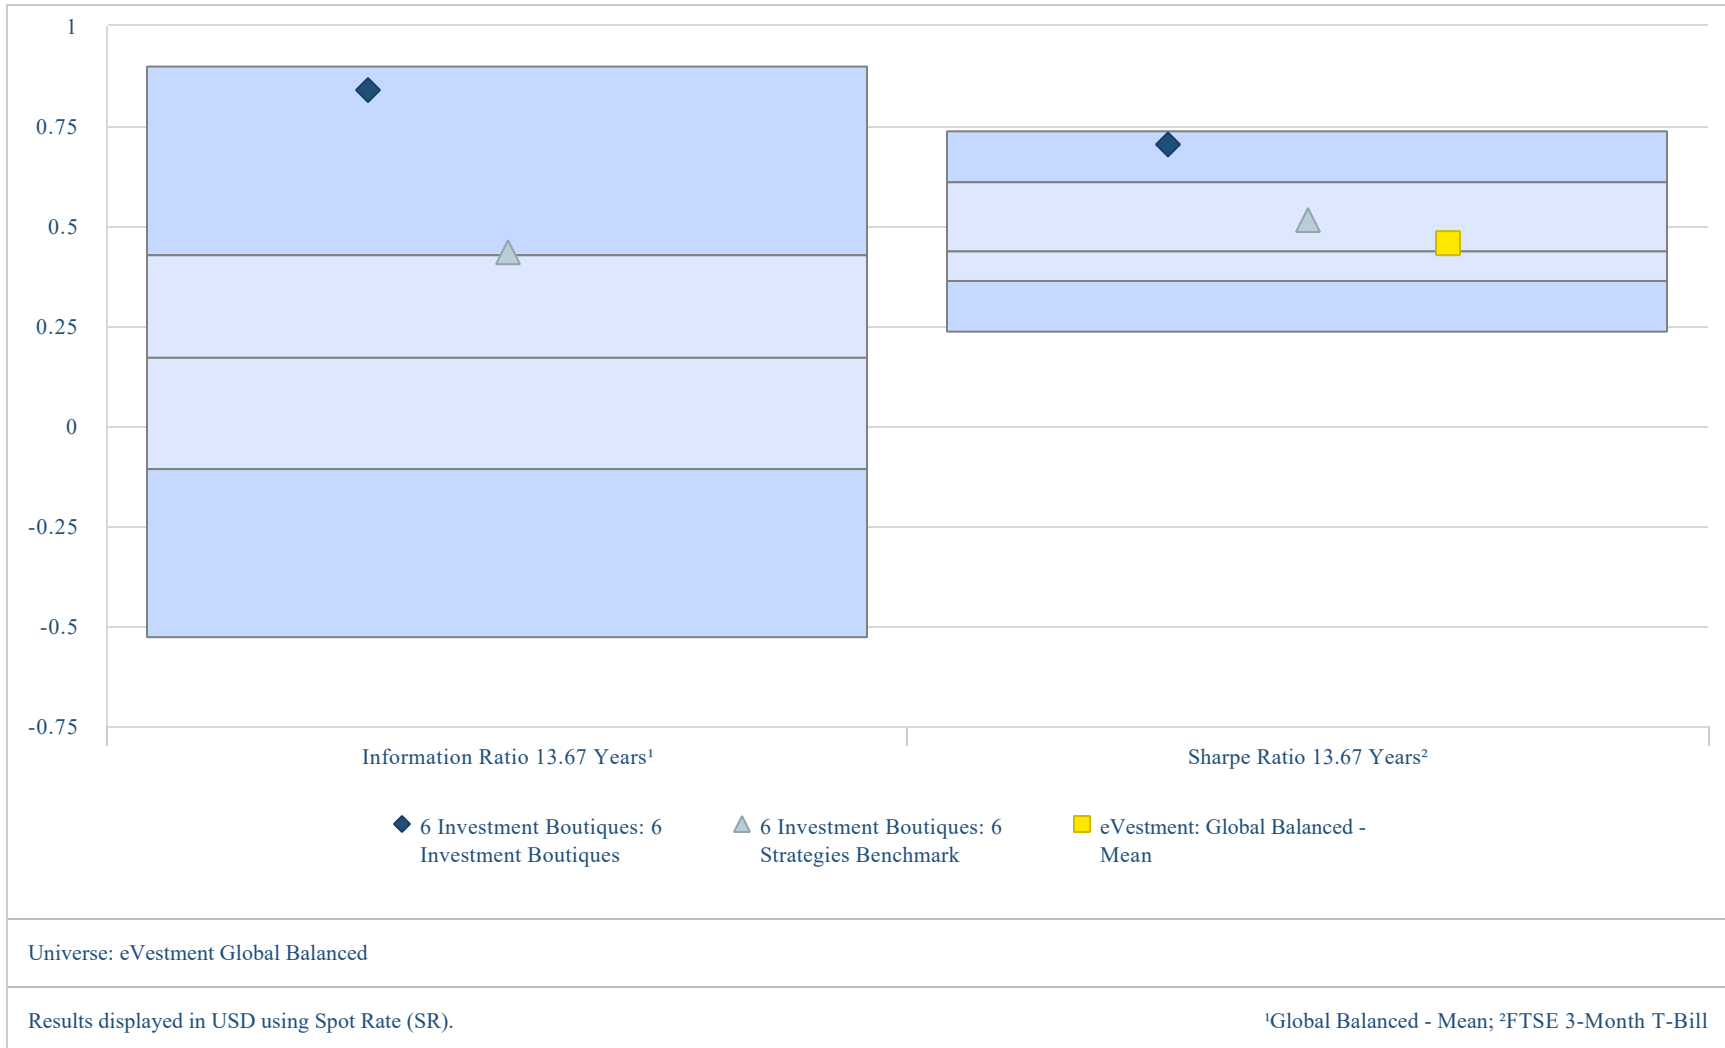 1
0.75
0.5
0.25
0
-0.25
-0.5
-0.75
Information Ratio 13.67 Years¹
Sharpe Ratio 13.67 Years²
6 Investment Boutiques: 6
Investment Boutiques
6 Investment Boutiques: 6
Strategies Benchmark
eVestment: Global Balanced -
Mean
Universe: eVestment Global Balanced
Results displayed in USD using Spot Rate (SR).
¹Global Balanced - Mean; ²FTSE 3-Month T-Bill